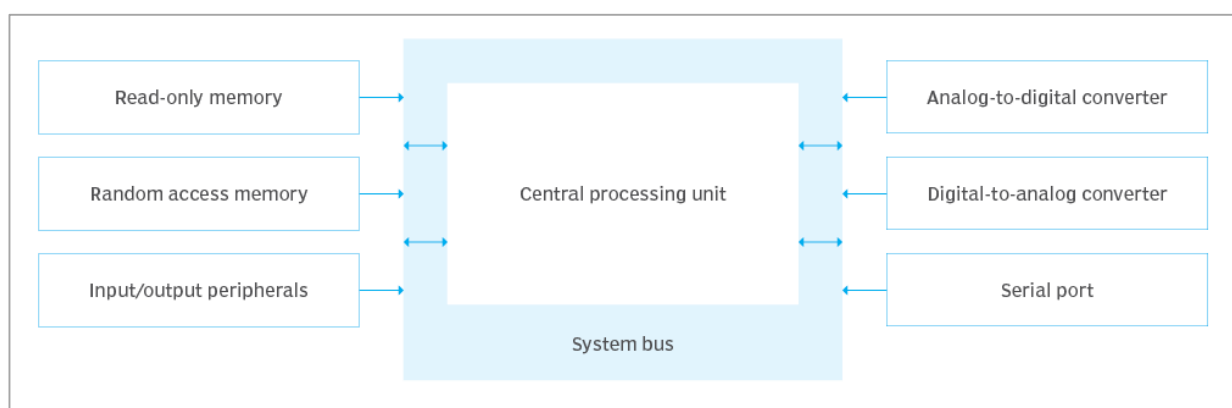 Read-only memory
Random access memory
Input/output peripherals
Central processing unit
System bus
Analog-to-digital converter
Digital-to-analog converter
Serial port